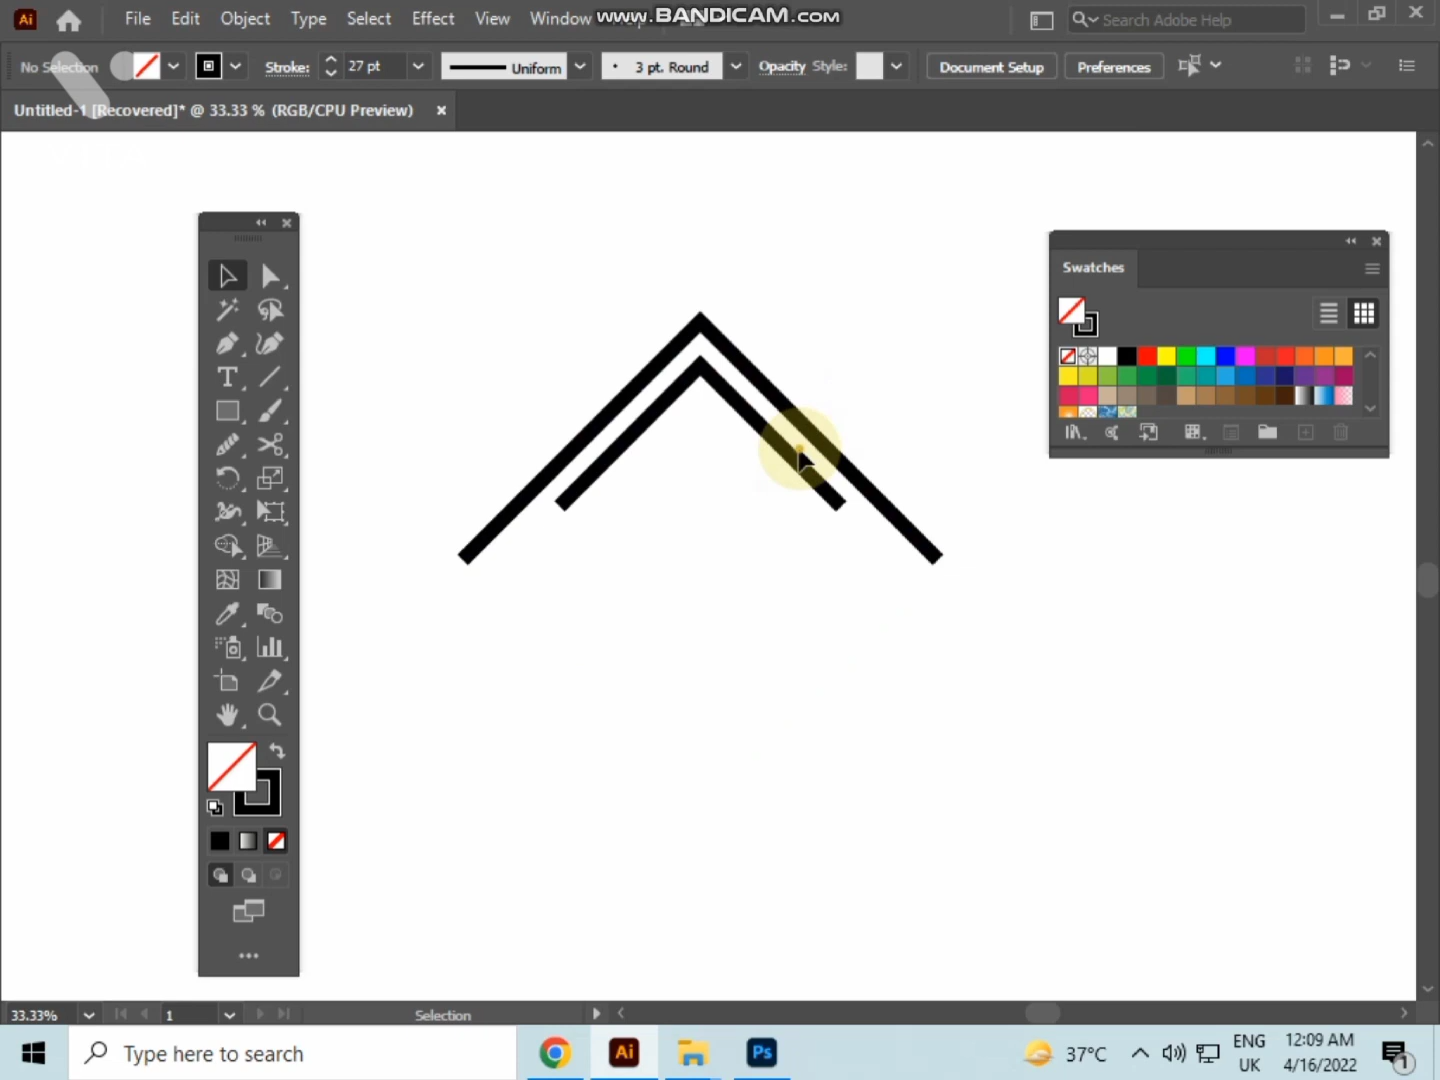 www.BANDICAM.com
Ai File Edit Object Type Select Effect View Window Help Search Adobe Help
No Selection Stroke: 27 pt Uniform 3 pt. Round Opacity Style: Document Setup Preferences
Untitled-1 [Recovered]* @ 33.33 % (RGB/CPU Preview)
Swatches
33.33% 1 Selection
Type here to search Ai Ps 37°C ENG 12:09 AM
UK 4/16/2022 1